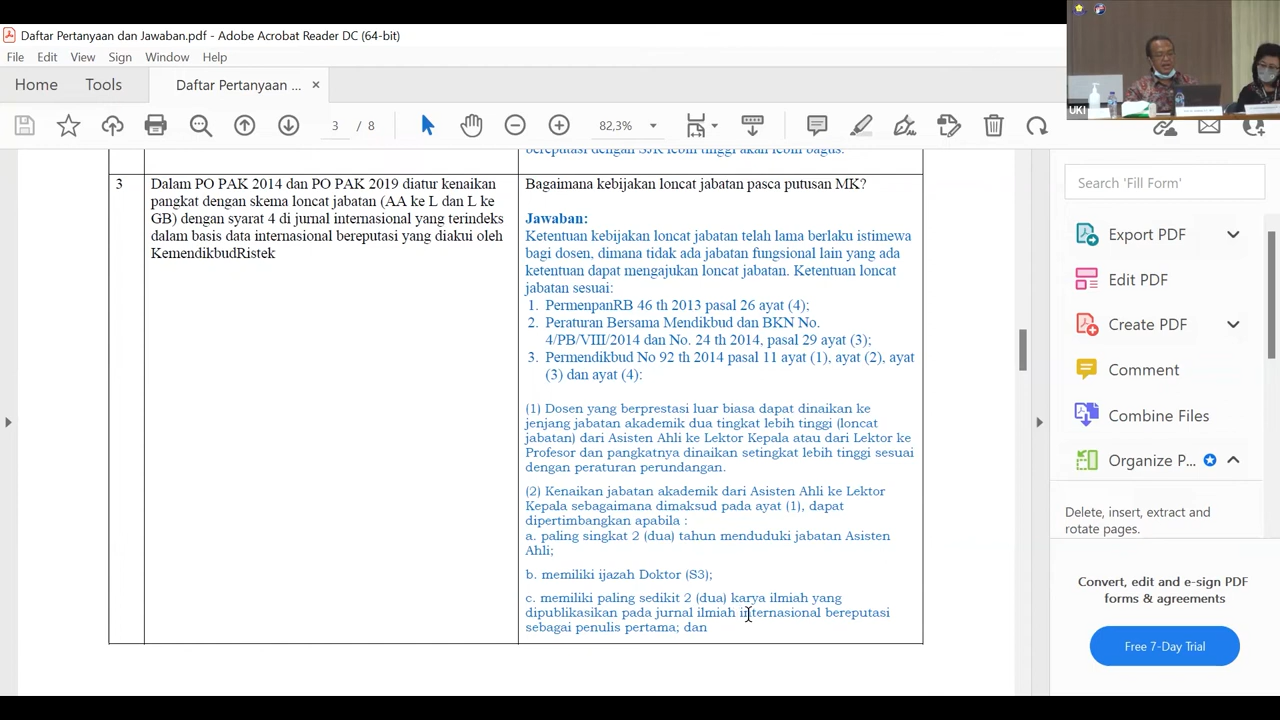 Daftar Pertanyaan dan Jawaban.pdf - Adobe Acrobat Reader DC (64-bit)
File Edit View Sign Window Help
Home Tools Daftar Pertanyaan ... ×
3 / 8 82,3%
UKI
bereputasi dengan SJR lebih tinggi akan lebih bagus.
3
Dalam PO PAK 2014 dan PO PAK 2019 diatur kenaikan
pangkat dengan skema loncat jabatan (AA ke L dan L ke
GB) dengan syarat 4 di jurnal internasional yang terindeks
dalam basis data internasional bereputasi yang diakui oleh
KemendikbudRistek
Bagaimana kebijakan loncat jabatan pasca putusan MK?
Jawaban:
Ketentuan kebijakan loncat jabatan telah lama berlaku istimewa
bagi dosen, dimana tidak ada jabatan fungsional lain yang ada
ketentuan dapat mengajukan loncat jabatan. Ketentuan loncat
jabatan sesuai:
1. PermenpanRB 46 th 2013 pasal 26 ayat (4);
2. Peraturan Bersama Mendikbud dan BKN No.
4/PB/VIII/2014 dan No. 24 th 2014, pasal 29 ayat (3);
3. Permendikbud No 92 th 2014 pasal 11 ayat (1), ayat (2), ayat
(3) dan ayat (4):
(1) Dosen yang berprestasi luar biasa dapat dinaikan ke
jenjang jabatan akademik dua tingkat lebih tinggi (loncat
jabatan) dari Asisten Ahli ke Lektor Kepala atau dari Lektor ke
Profesor dan pangkatnya dinaikan setingkat lebih tinggi sesuai
dengan peraturan perundangan.
(2) Kenaikan jabatan akademik dari Asisten Ahli ke Lektor
Kepala sebagaimana dimaksud pada ayat (1), dapat
dipertimbangkan apabila :
a. paling singkat 2 (dua) tahun menduduki jabatan Asisten
Ahli;
b. memiliki ijazah Doktor (S3);
c. memiliki paling sedikit 2 (dua) karya ilmiah yang
dipublikasikan pada jurnal ilmiah internasional bereputasi
sebagai penulis pertama; dan
Search 'Fill Form'
Export PDF
Edit PDF
Create PDF
Comment
Combine Files
Organize P...
Delete, insert, extract and
rotate pages.
Convert, edit and e-sign PDF
forms & agreements
Free 7-Day Trial